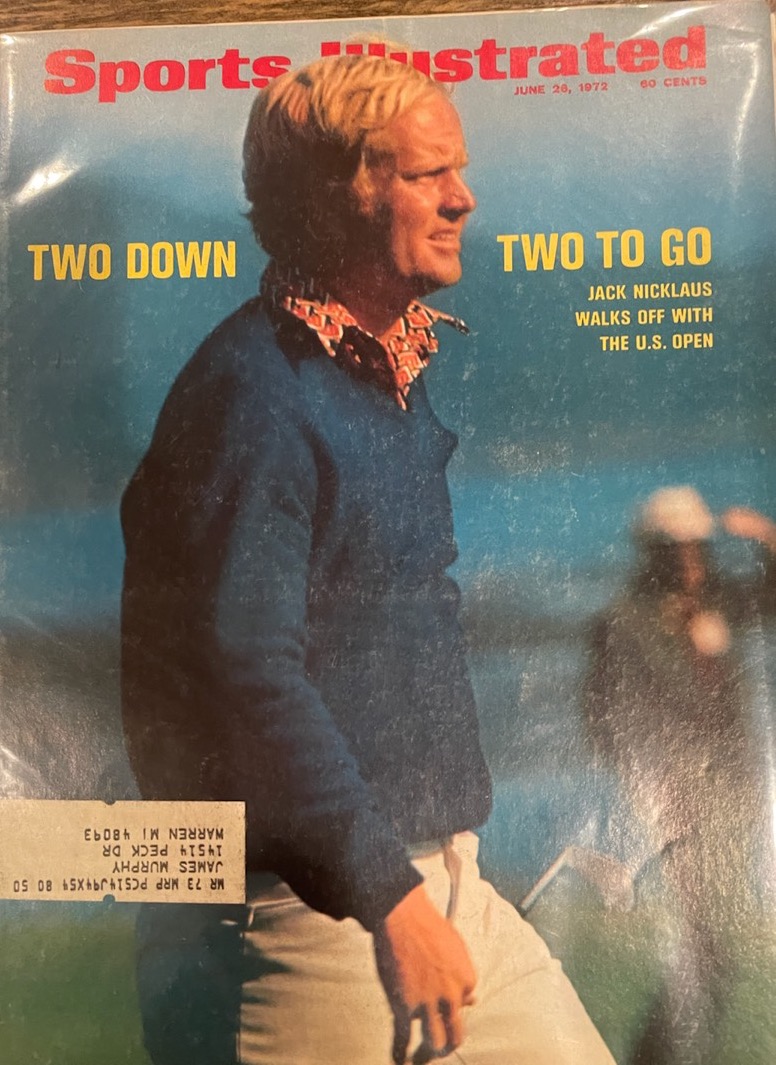 Sports Illustrated
JUNE 26, 1972 60 CENTS
TWO DOWN
TWO TO GO
JACK NICKLAUS
WALKS OFF WITH
THE U.S. OPEN
MR 73 MRP PC514J94X54 80 50
JAMES MURPHY
14514 PECK DR
WARREN MI 48093